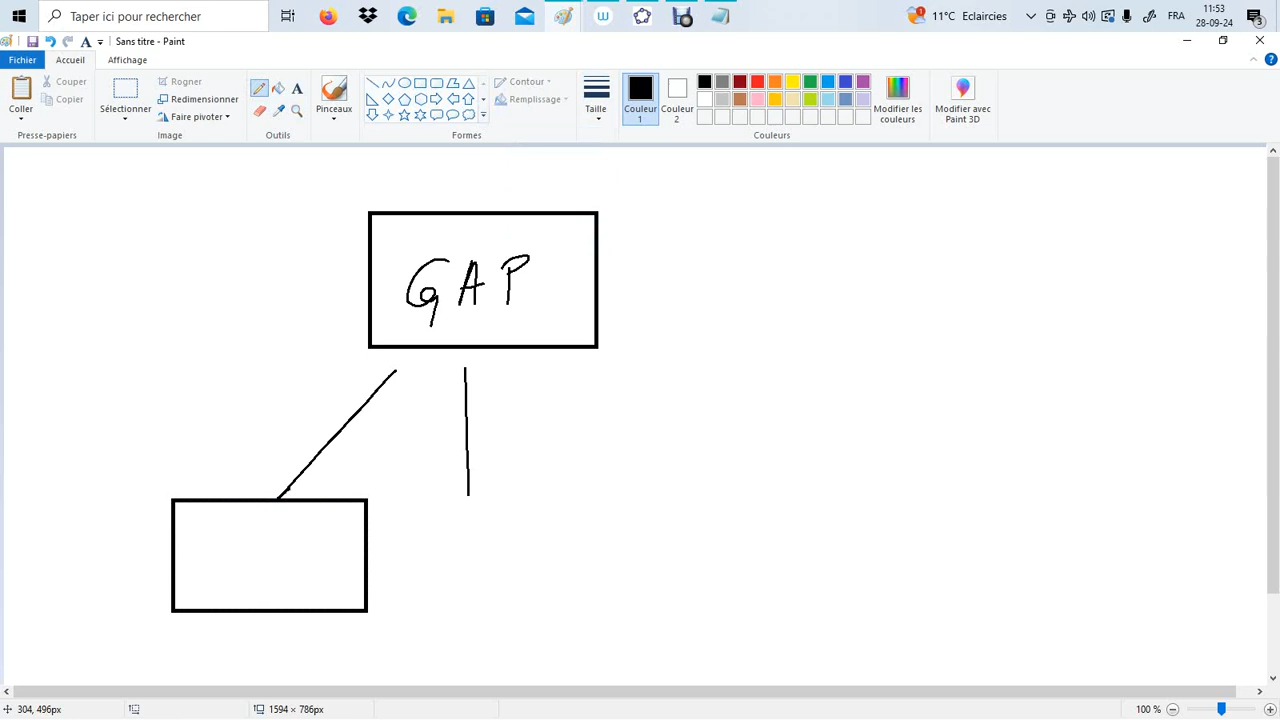 Taper ici pour rechercher
11°C Eclaircies
FRA
11:53
28-09-24
3
Sans titre - Paint
Fichier
Accueil
Affichage
Coller
Couper
Copier
Presse-papiers
Sélectionner
Rogner
Redimensionner
Faire pivoter
Image
A
Outils
Pinceaux
Contour
Remplissage
Formes
Taille
Couleur 1
Couleur 2
Modifier les couleurs
Couleurs
Modifier avec Paint 3D
GAP
304, 496px
1594 × 786px
100 %